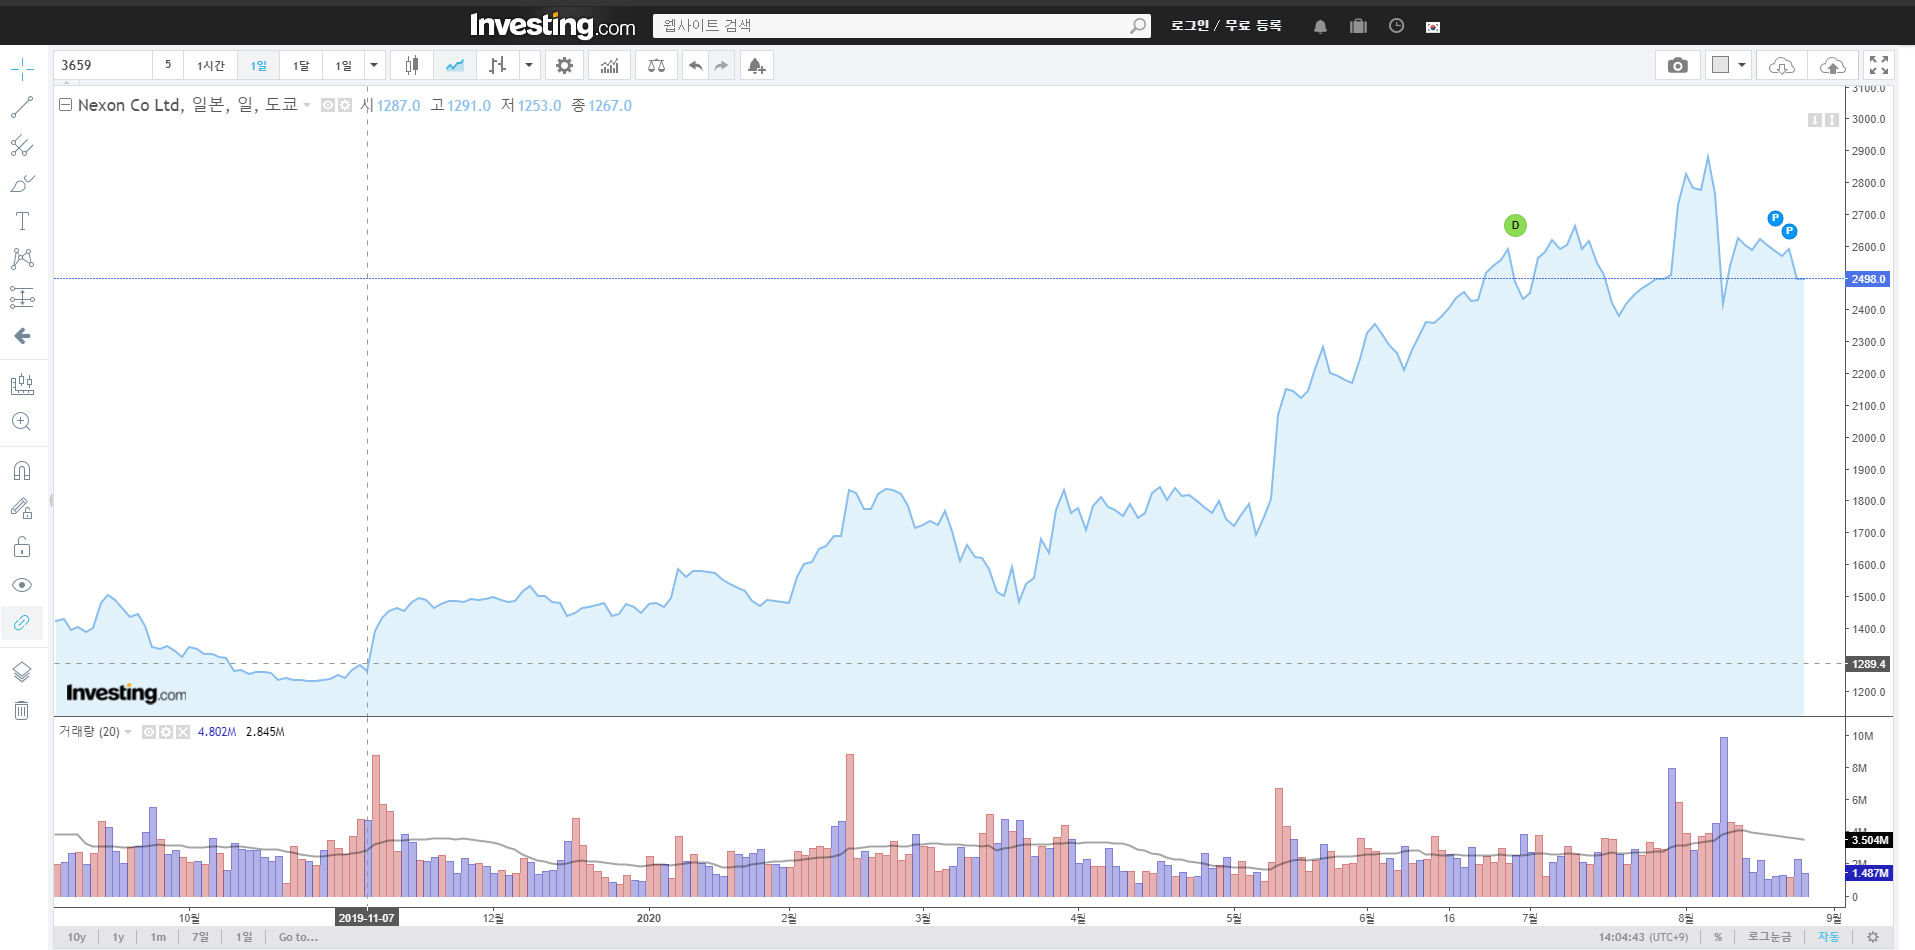 Investing.com 웹사이트 검색 로그인 / 무료 등록
3659 5 1시간 1일 1달 1일
Nexon Co Ltd, 일본, 일, 도쿄 시 1287.0 고 1291.0 저 1253.0 종 1267.0
3100.0
3000.0
2900.0
2800.0
2700.0
2600.0
2498.0
2400.0
2300.0
2200.0
2100.0
2000.0
1900.0
1800.0
1700.0
1600.0
1500.0
1400.0
1289.4
1200.0
D
P
P
Investing.com
거래량 (20) 4.802M 2.845M
10M
8M
6M
4M
3.504M
2M
1.487M
0
10월 2019-11-07 12월 2020 2월 3월 4월 5월 6월 16 7월 8월 9월
10y 1y 1m 7일 1일 Go to... 14:04:43 (UTC+9) % 로그눈금 자동